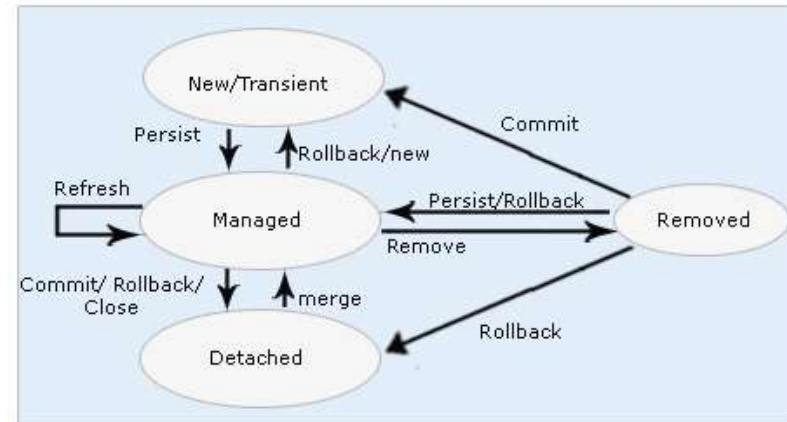 New/Transient
Persist
Rollback/new
Commit
Refresh
Managed
Persist/Rollback
Remove
Removed
Commit/ Rollback/
Close
merge
Rollback
Detached